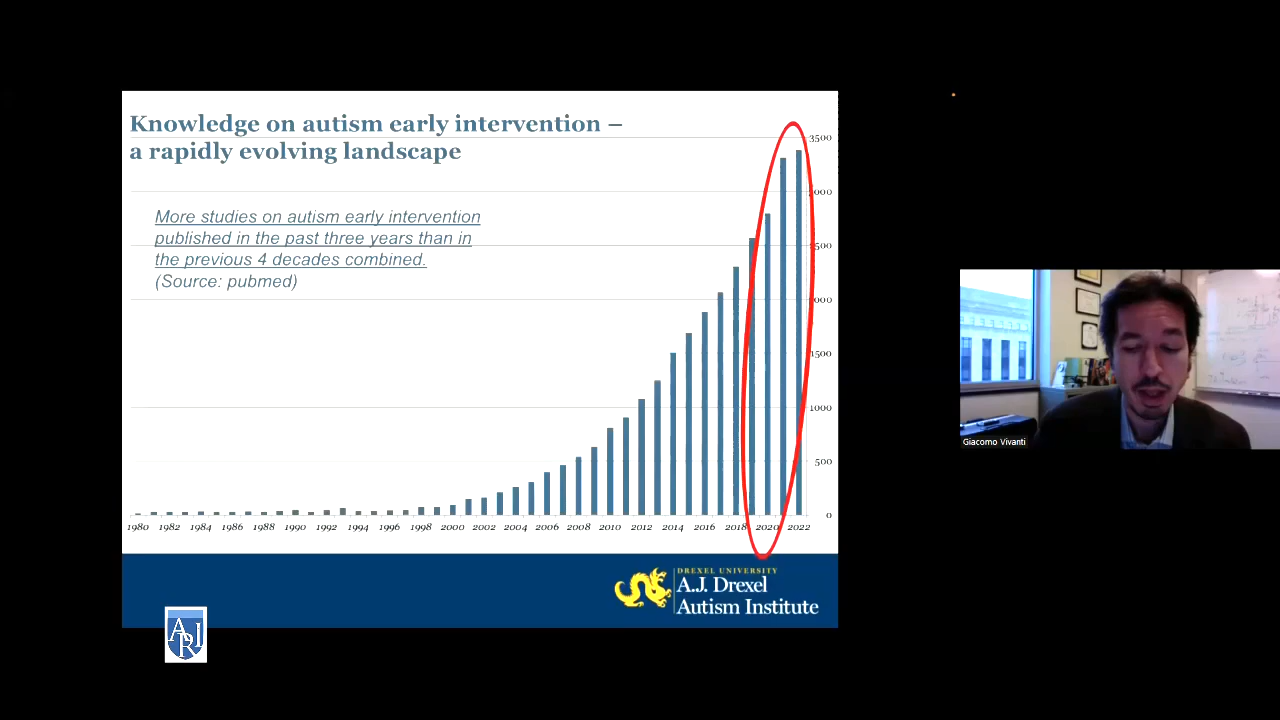 Knowledge on autism early intervention –
a rapidly evolving landscape
More studies on autism early intervention
published in the past three years than in
the previous 4 decades combined.
(Source: pubmed)
3500
3000
2500
2000
1500
1000
500
0
1980 1982 1984 1986 1988 1990 1992 1994 1996 1998 2000 2002 2004 2006 2008 2010 2012 2014 2016 2018 2020 2022
DREXEL UNIVERSITY
A.J. Drexel
Autism Institute
ARI
Giacomo Vivanti